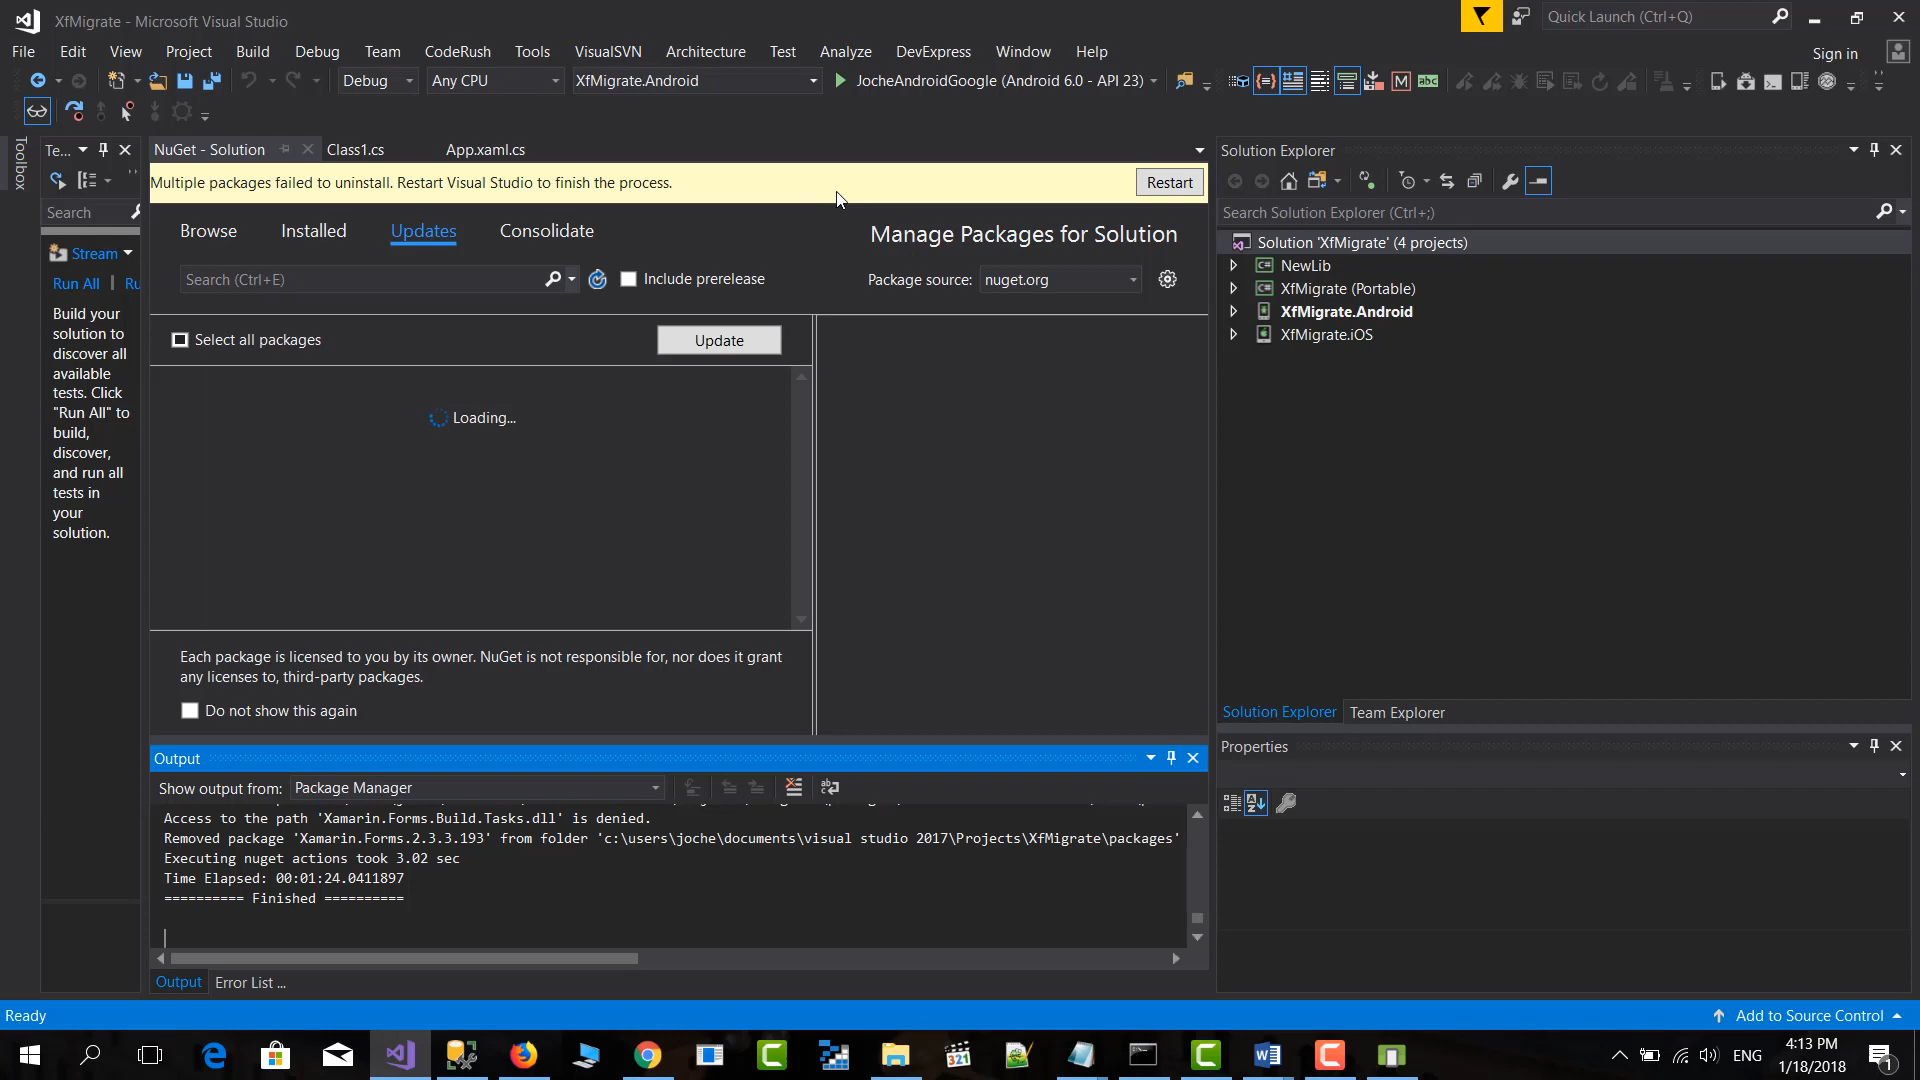 XfMigrate - Microsoft Visual Studio
Quick Launch (Ctrl+Q)
File Edit View Project Build Debug Team CodeRush Tools VisualSVN Architecture Test Analyze DevExpress Window Help
Sign in
Debug Any CPU XfMigrate.Android JocheAndroidGoogle (Android 6.0 - API 23)
Toolbox
Te...
NuGet - Solution Class1.cs App.xaml.cs
Multiple packages failed to uninstall. Restart Visual Studio to finish the process.
Restart
Search
Stream
Run All | Ru
Build your
solution to
discover all
available
tests. Click
"Run All" to
build,
discover,
and run all
tests in
your
solution.
Browse Installed Updates Consolidate
Manage Packages for Solution
Search (Ctrl+E)
Include prerelease
Package source: nuget.org
Select all packages
Update
Loading...
Each package is licensed to you by its owner. NuGet is not responsible for, nor does it grant
any licenses to, third-party packages.
Do not show this again
Output
Show output from: Package Manager
Access to the path 'Xamarin.Forms.Build.Tasks.dll' is denied.
Removed package 'Xamarin.Forms.2.3.3.193' from folder 'c:\users\joche\documents\visual studio 2017\Projects\XfMigrate\packages'
Executing nuget actions took 3.02 sec
Time Elapsed: 00:01:24.0411897
========== Finished ==========
Output Error List ...
Solution Explorer
Search Solution Explorer (Ctrl+;)
Solution 'XfMigrate' (4 projects)
NewLib
XfMigrate (Portable)
XfMigrate.Android
XfMigrate.iOS
Solution Explorer Team Explorer
Properties
Ready
Add to Source Control
ENG
4:13 PM
1/18/2018
1